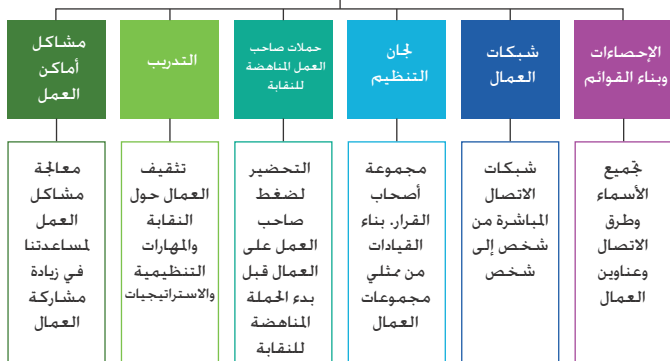 الإحصاءات
وبناء القوائم
تجميع
الأسماء
وطرق
الاتصال
وعناوين
العمال
شبكات
العمال
شبكات
الاتصال
المباشرة من
شخص إلى
شخص
لجان
التنظيم
مجموعة
أصحاب
القرار. بناء
القيادات
من ممثلي
مجموعات
العمال
حملات صاحب
العمل المناهضة
للنقابة
التحضير
لضغط
صاحب
العمل على
العمال قبل
بدء الحملة
المناهضة
للنقابة
التدريب
تثقيف
العمال حول
النقابة
والمهارات
التنظيمية
والاستراتيجيات
مشاكل
أماكن
العمل
معالجة
مشاكل
العمل
لمساعدتنا
في زيادة
مشاركة
العمال